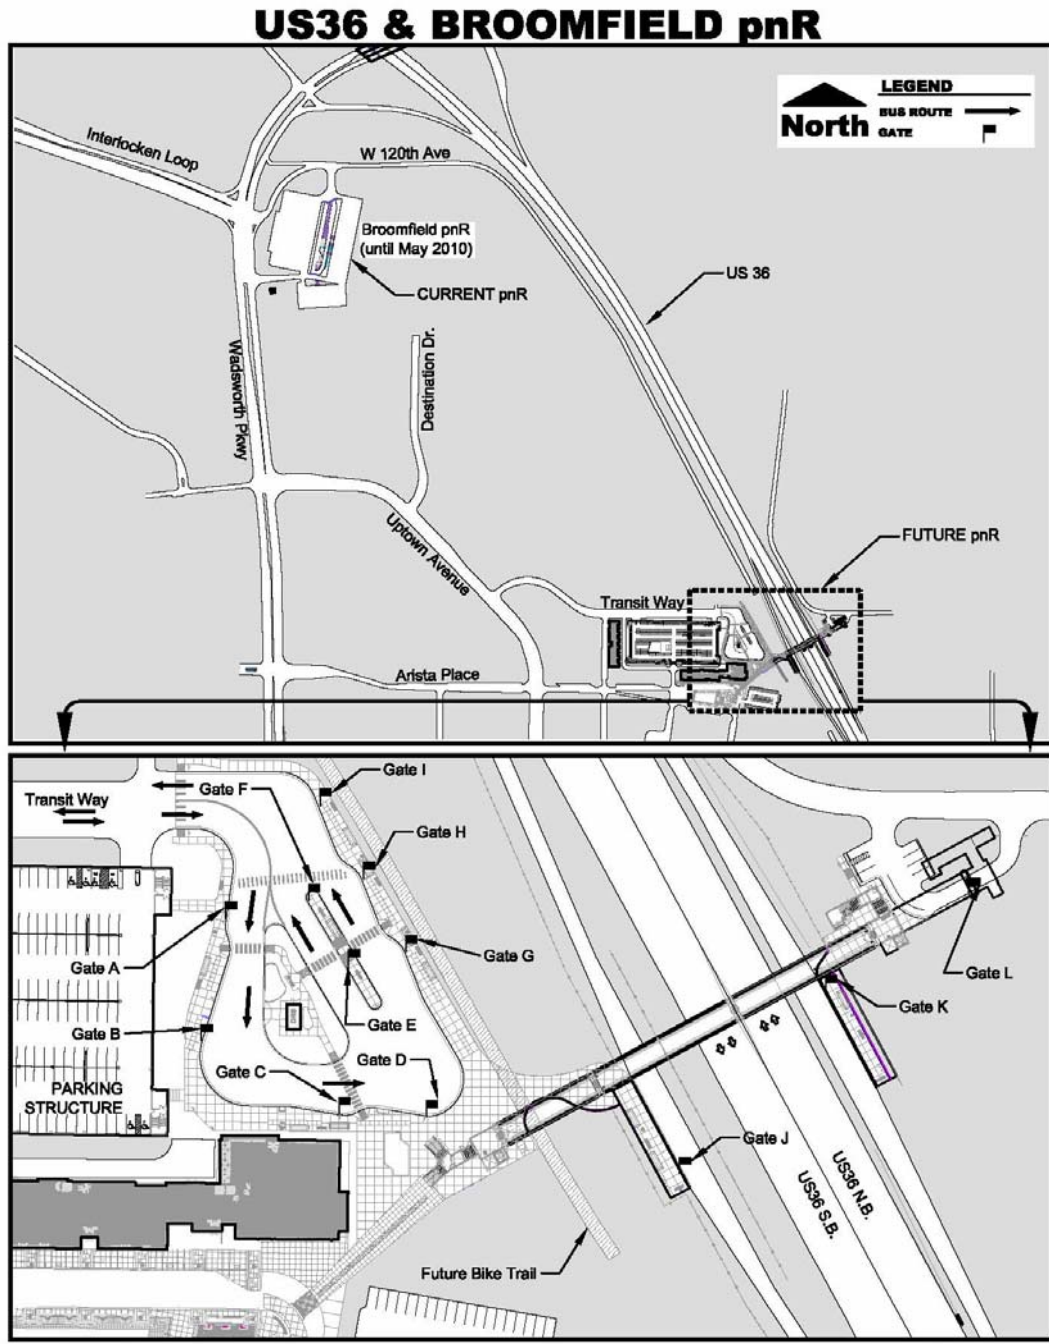 US36 & BROOMFIELD pnR
LEGEND
BUS ROUTE
North
GATE
Interlocken Loop
W 120th Ave
Broomfield pnR
(until May 2010)
CURRENT pnR
US 36
Wadsworth Pkwy
Destination Dr.
Uptown Avenue
FUTURE pnR
Transit Way
Arista Place
Gate I
Gate F
Transit Way
Gate H
Gate A
Gate G
Gate L
Gate K
Gate B
Gate E
Gate D
Gate C
PARKING
STRUCTURE
Gate J
US36 N.B.
US36 S.B.
Future Bike Trail